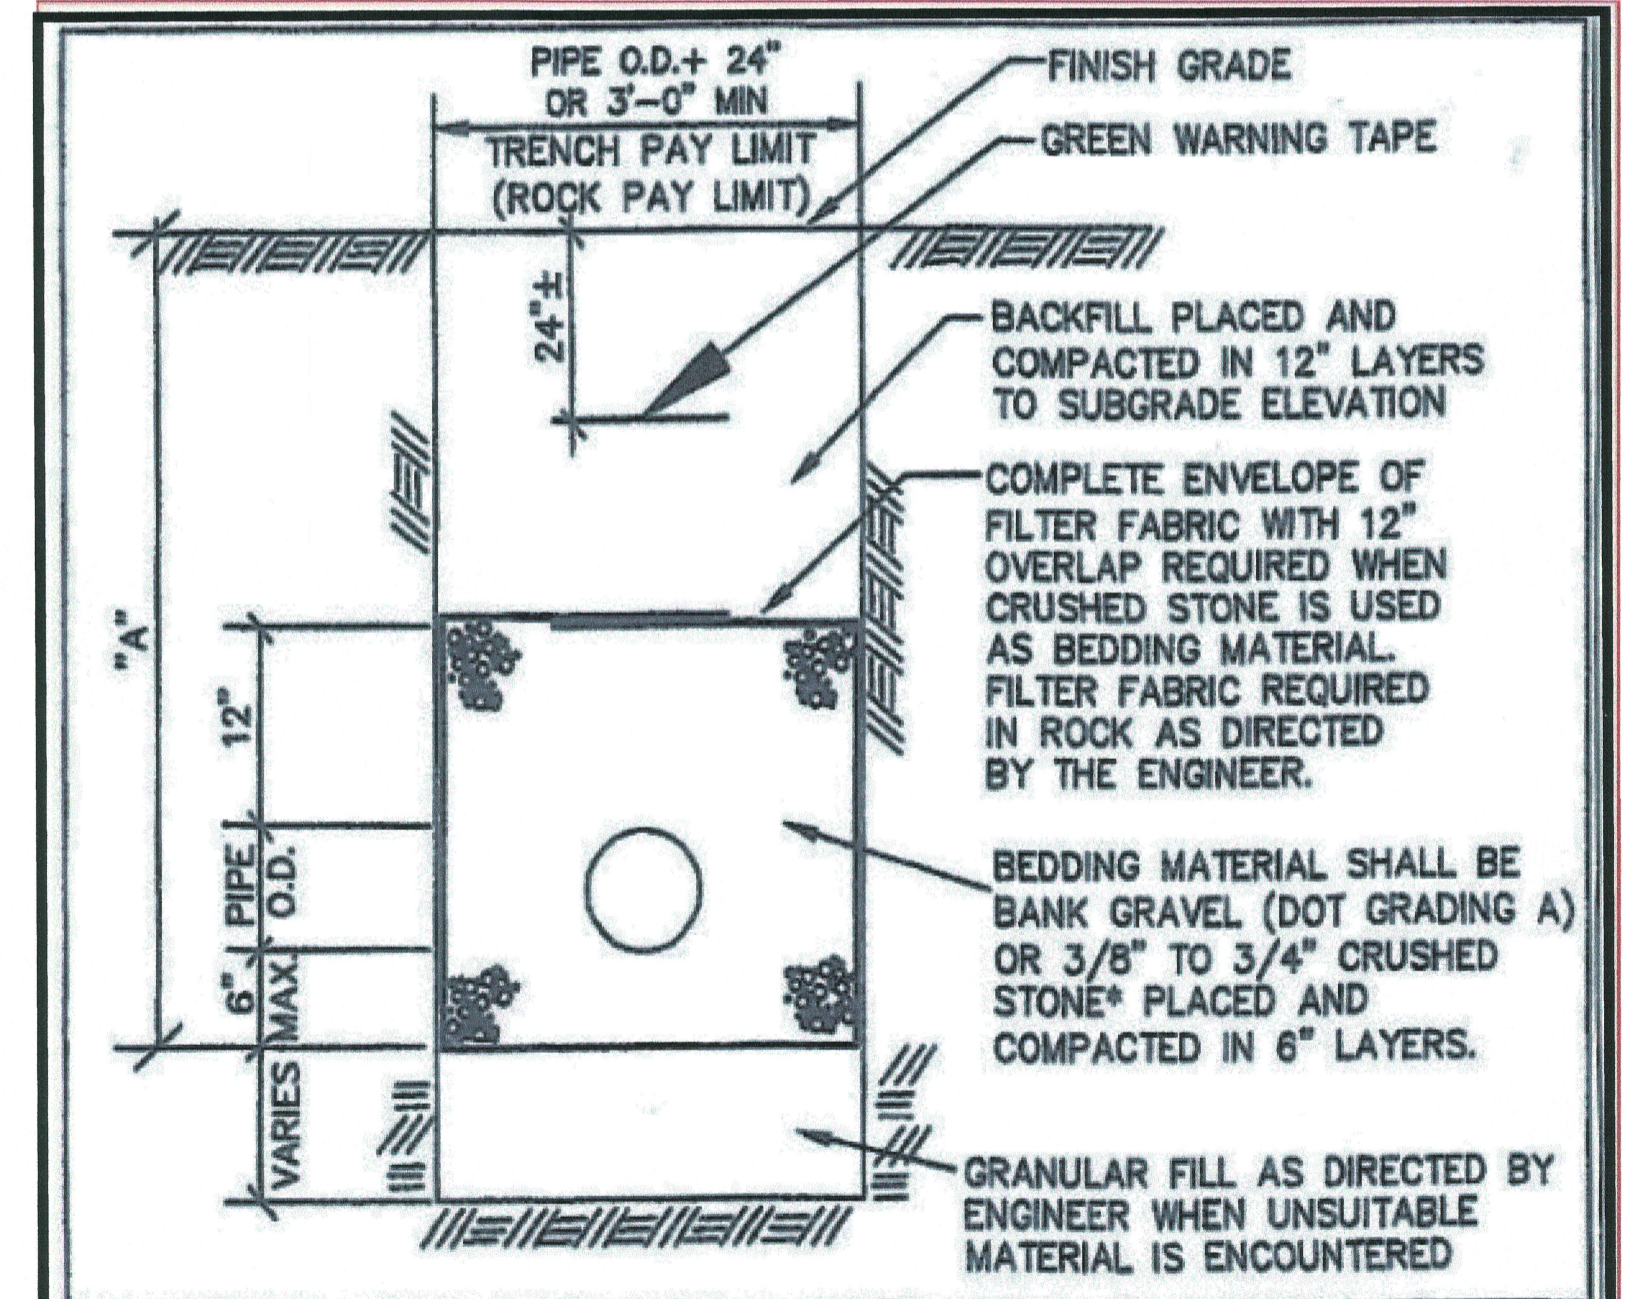 PIPE O.D.+ 24"
OR 3'-0" MIN
TRENCH PAY LIMIT
(ROCK PAY LIMIT)
FINISH GRADE
GREEN WARNING TAPE
24"±
BACKFILL PLACED AND
COMPACTED IN 12" LAYERS
TO SUBGRADE ELEVATION
COMPLETE ENVELOPE OF
FILTER FABRIC WITH 12"
OVERLAP REQUIRED WHEN
CRUSHED STONE IS USED
AS BEDDING MATERIAL.
FILTER FABRIC REQUIRED
IN ROCK AS DIRECTED
BY THE ENGINEER.
"A"
12"
PIPE
O.D.
6"
MAX.
VARIES
BEDDING MATERIAL SHALL BE
BANK GRAVEL (DOT GRADING A)
OR 3/8" TO 3/4" CRUSHED
STONE* PLACED AND
COMPACTED IN 6" LAYERS.
GRANULAR FILL AS DIRECTED BY
ENGINEER WHEN UNSUITABLE
MATERIAL IS ENCOUNTERED